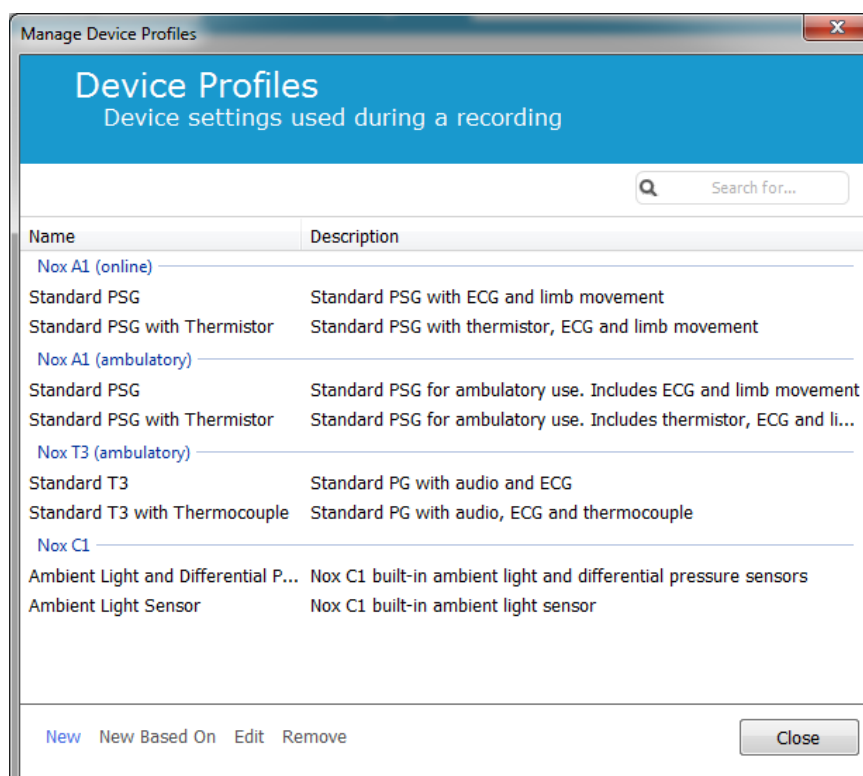 Manage Device Profiles
Device Profiles
Device settings used during a recording
Search for...
Name Description
Nox A1 (online)
Standard PSG Standard PSG with ECG and limb movement
Standard PSG with Thermistor Standard PSG with thermistor, ECG and limb movement
Nox A1 (ambulatory)
Standard PSG Standard PSG for ambulatory use. Includes ECG and limb movement
Standard PSG with Thermistor Standard PSG for ambulatory use. Includes thermistor, ECG and li...
Nox T3 (ambulatory)
Standard T3 Standard PG with audio and ECG
Standard T3 with Thermocouple Standard PG with audio, ECG and thermocouple
Nox C1
Ambient Light and Differential P... Nox C1 built-in ambient light and differential pressure sensors
Ambient Light Sensor Nox C1 built-in ambient light sensor
New New Based On Edit Remove Close